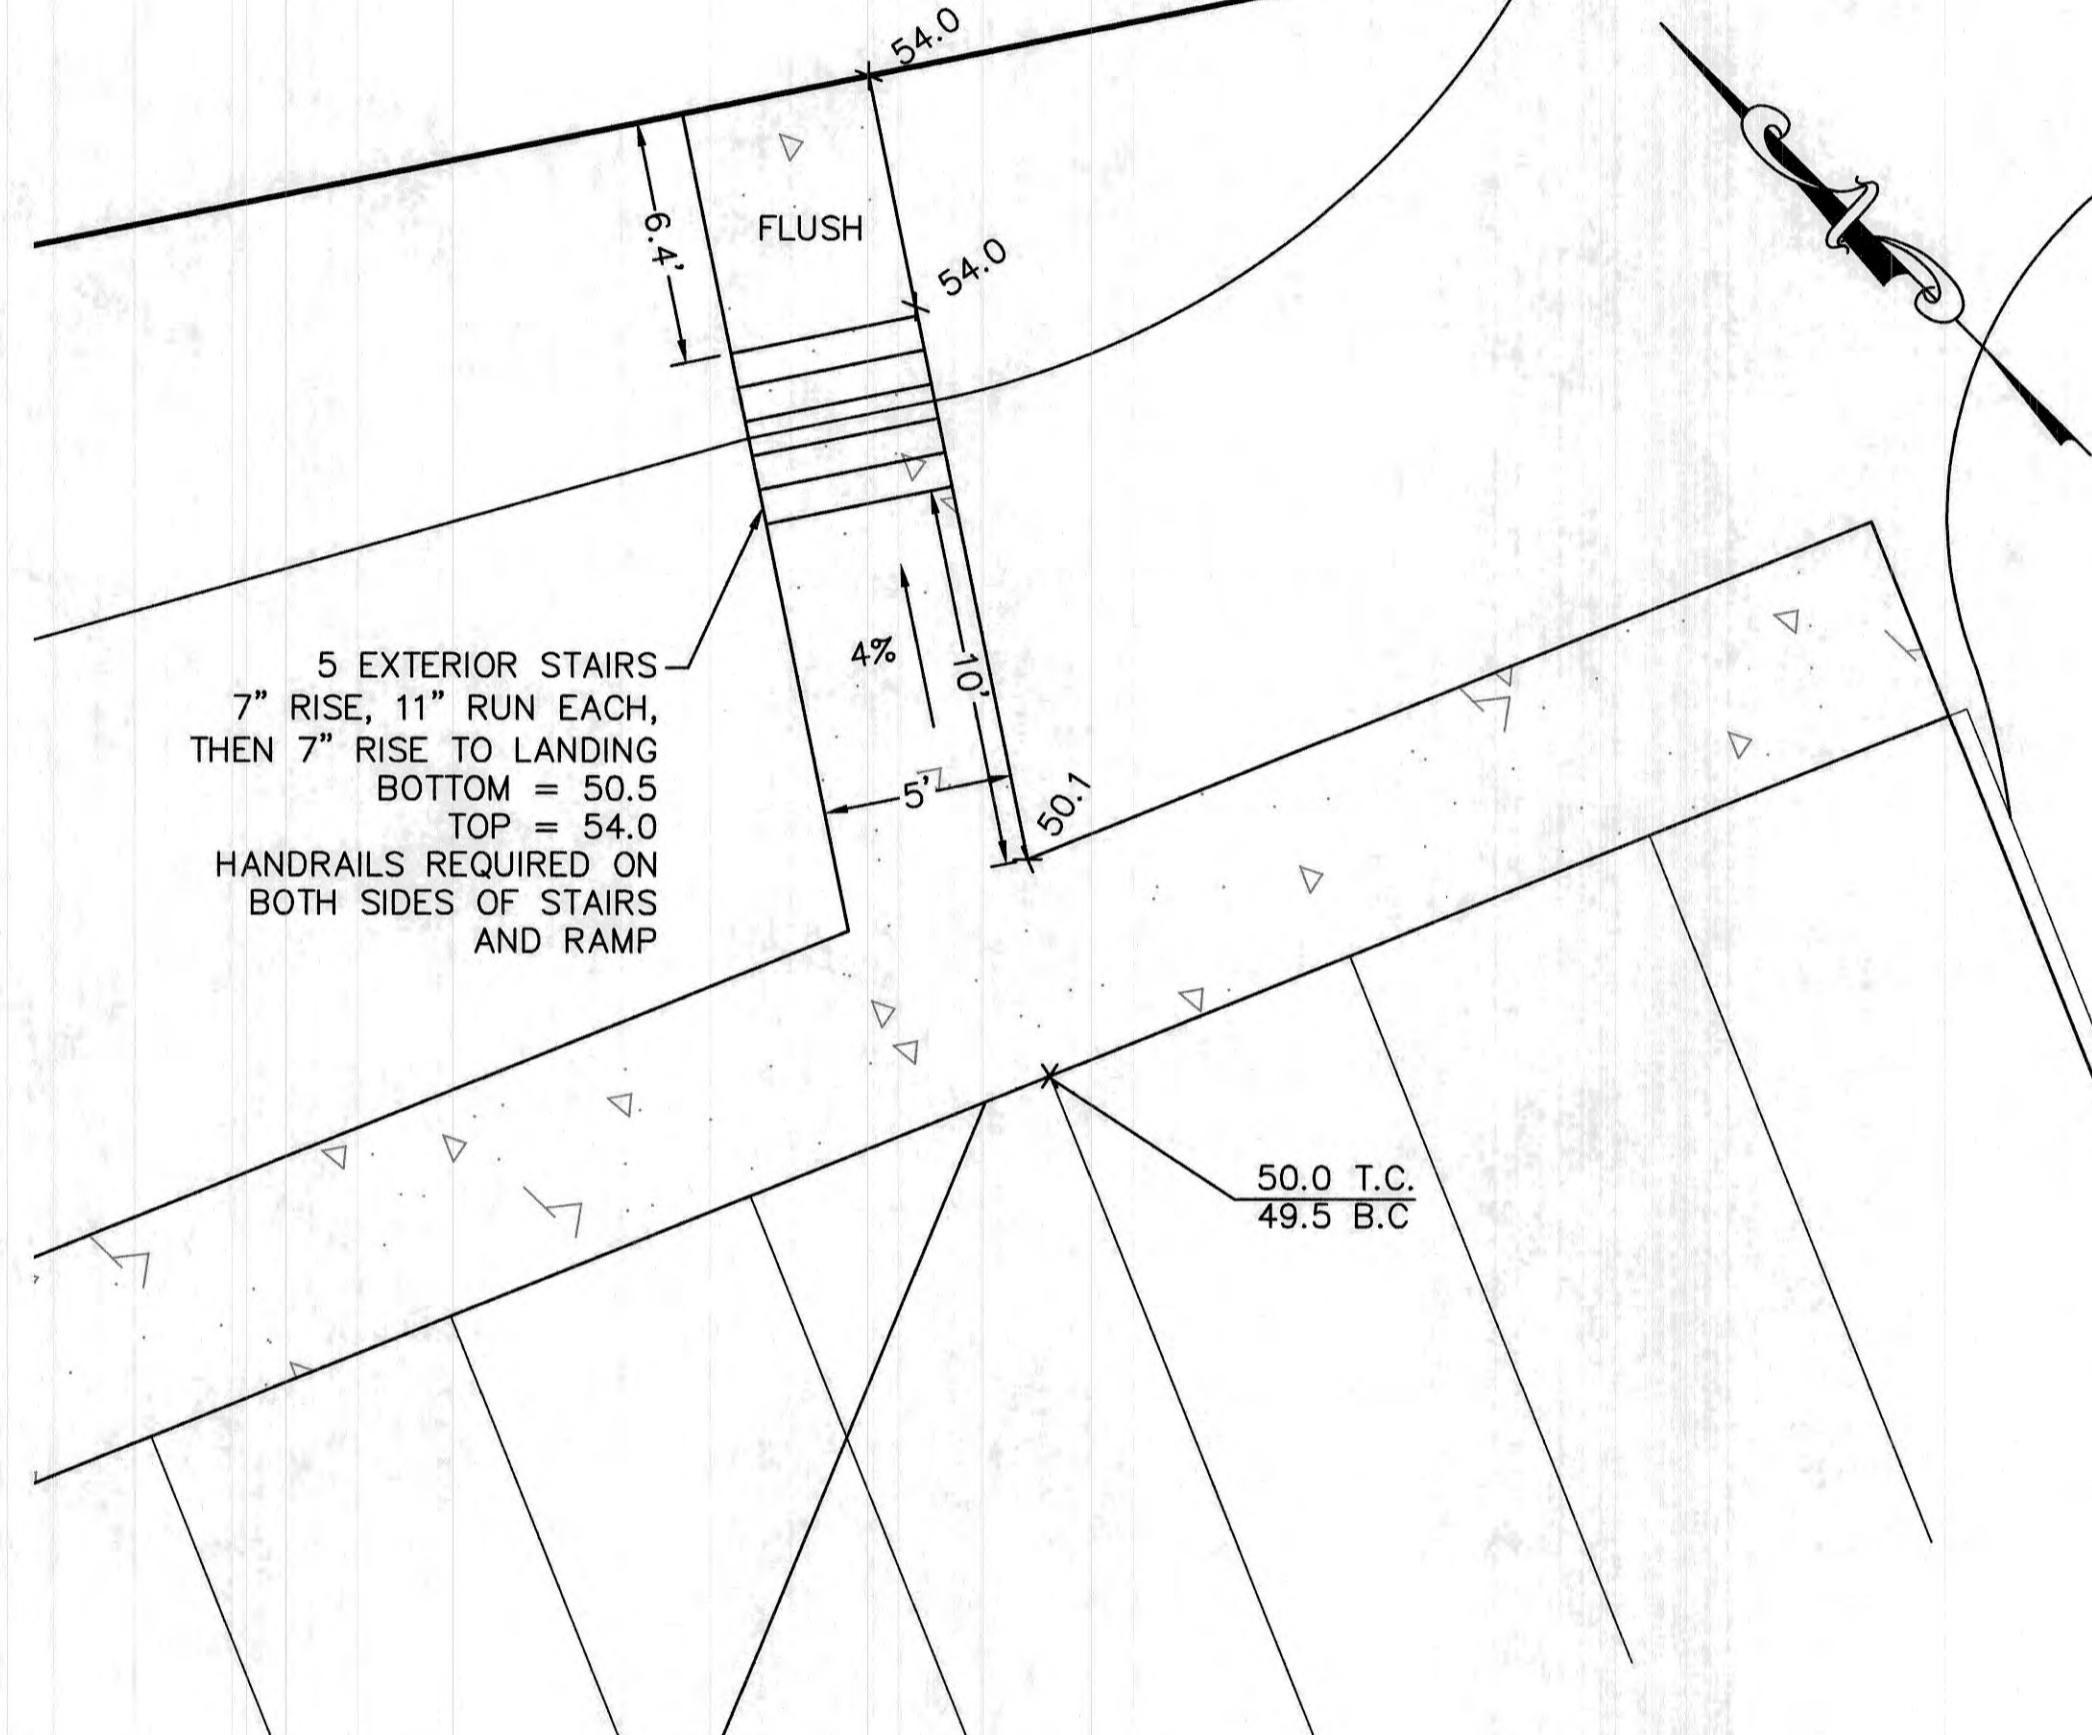 54.0
6.4'
FLUSH
54.0
5 EXTERIOR STAIRS
7" RISE, 11" RUN EACH,
THEN 7" RISE TO LANDING
BOTTOM = 50.5
TOP = 54.0
HANDRAILS REQUIRED ON
BOTH SIDES OF STAIRS
AND RAMP
4%
10'
5'
50.1
50.0 T.C.
49.5 B.C